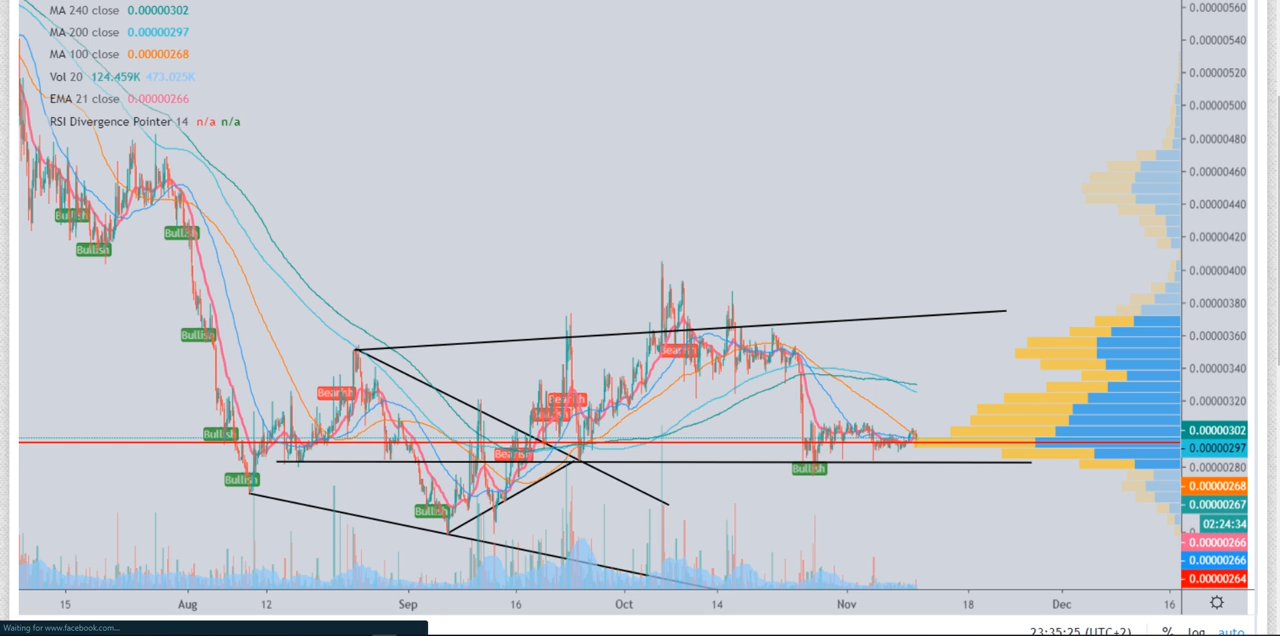 MA 240 close 0.00000302
MA 200 close 0.00000297
MA 100 close 0.00000268
Vol 20 124.459K 473.025K
EMA 21 close 0.00000266
RSI Divergence Pointer 14 n/a n/a
0.00000560
0.00000540
0.00000520
0.00000500
0.00000480
0.00000460
0.00000440
0.00000420
0.00000400
0.00000380
0.00000360
0.00000340
0.00000320
0.00000302
0.00000297
0.00000280
0.00000268
0.00000267
02:24:34
0.00000266
0.00000266
0.00000264
Bullish
Bullish
Bullish
Bullish
Bullish
Bullish
Bearish
Bullish
Bearish
Bearish
Bearish
Bearish
Bullish
15 Aug 12 Sep 16 Oct 14 Nov 18 Dec 16
Waiting for www.facebook.com...
23:35:25 (UTC+2) % log auto